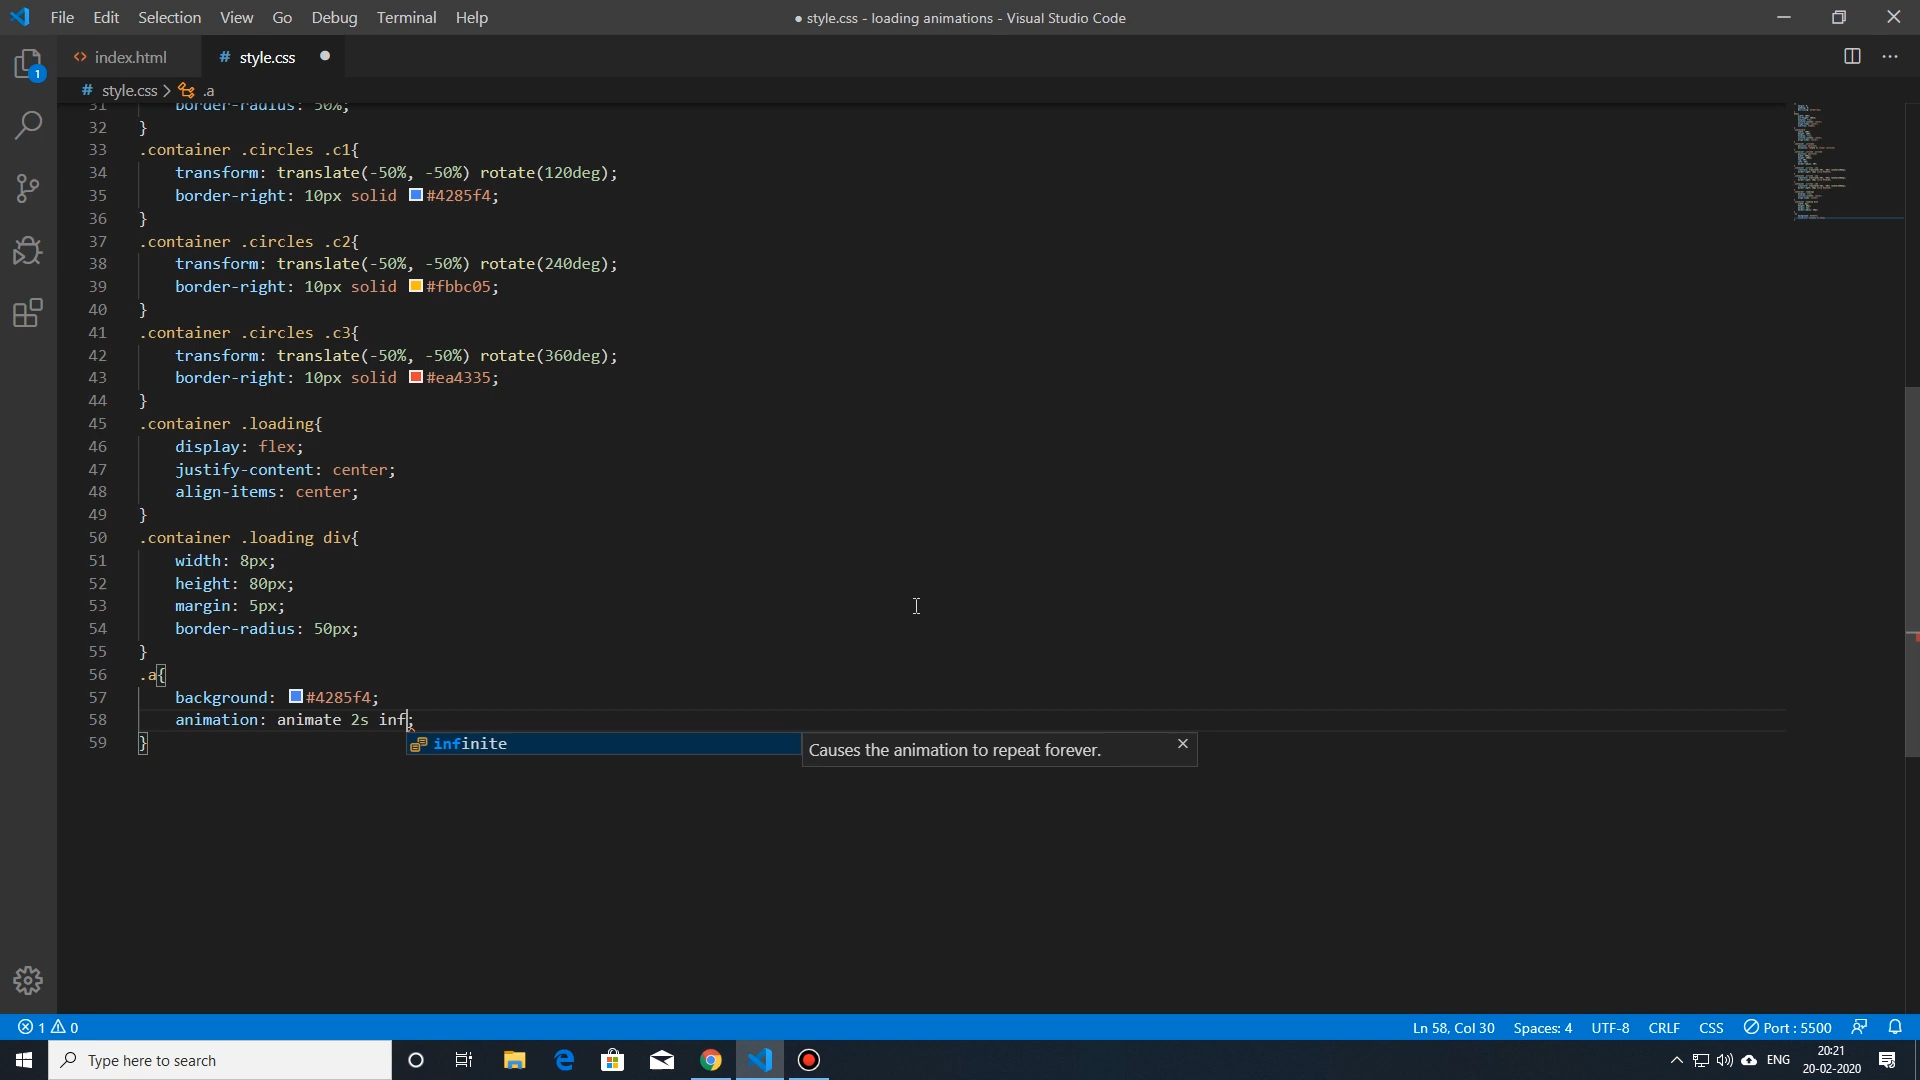 File Edit Selection View Go Debug Terminal Help
● style.css - loading animations - Visual Studio Code
1
<> index.html
# style.css ●
# style.css > .a
31 border-radius: 50%;
32 }
33 .container .circles .c1{
34 transform: translate(-50%, -50%) rotate(120deg);
35 border-right: 10px solid #4285f4;
36 }
37 .container .circles .c2{
38 transform: translate(-50%, -50%) rotate(240deg);
39 border-right: 10px solid #fbbc05;
40 }
41 .container .circles .c3{
42 transform: translate(-50%, -50%) rotate(360deg);
43 border-right: 10px solid #ea4335;
44 }
45 .container .loading{
46 display: flex;
47 justify-content: center;
48 align-items: center;
49 }
50 .container .loading div{
51 width: 8px;
52 height: 80px;
53 margin: 5px;
54 border-radius: 50px;
55 }
56 .a{
57 background: #4285f4;
58 animation: animate 2s inf;
59 }
infinite
Causes the animation to repeat forever.
1 0
Ln 58, Col 30 Spaces: 4 UTF-8 CRLF CSS Port : 5500
Type here to search
ENG
20:21
20-02-2020